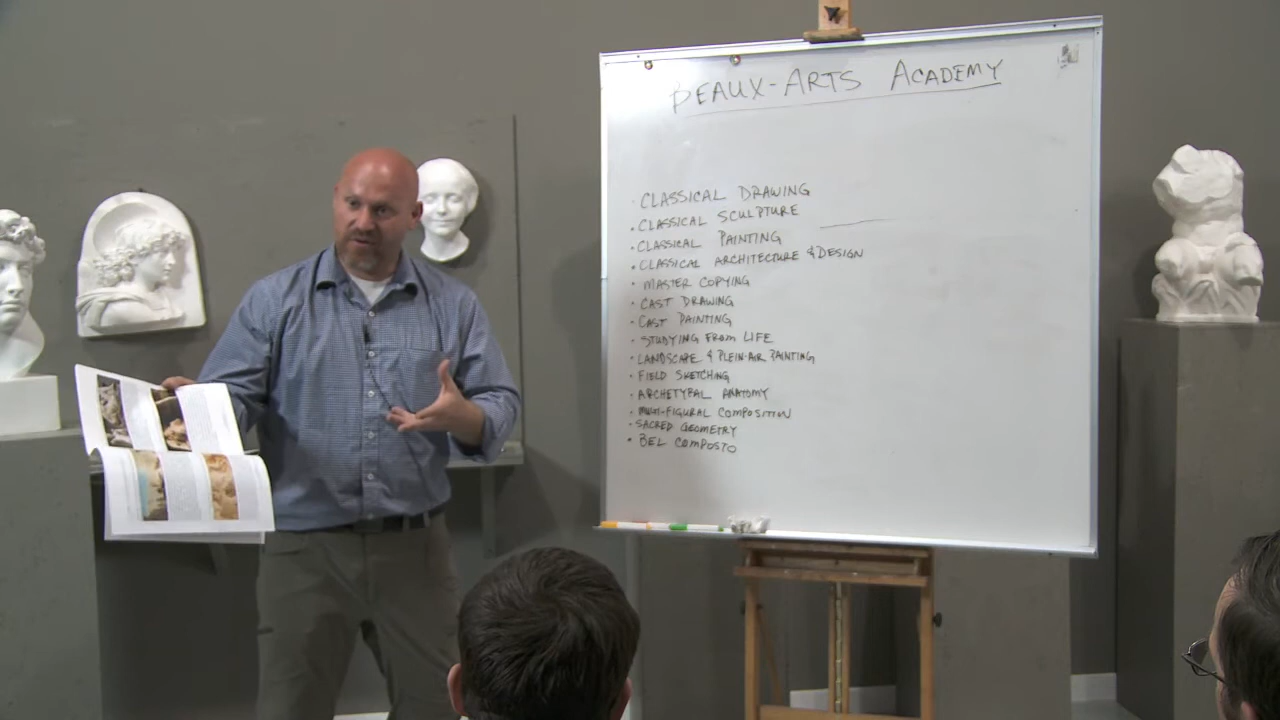 BEAUX-ARTS ACADEMY
• CLASSICAL DRAWING
• CLASSICAL SCULPTURE
• CLASSICAL PAINTING
• CLASSICAL ARCHITECTURE & DESIGN
• MASTER COPYING
• CAST DRAWING
• CAST PAINTING
• STUDYING FROM LIFE
• LANDSCAPE & PLEIN-AIR PAINTING
• FIELD SKETCHING
• ARCHETYPAL ANATOMY
• MULTI-FIGURAL COMPOSITION
• SACRED GEOMETRY
• BEL COMPOSTO